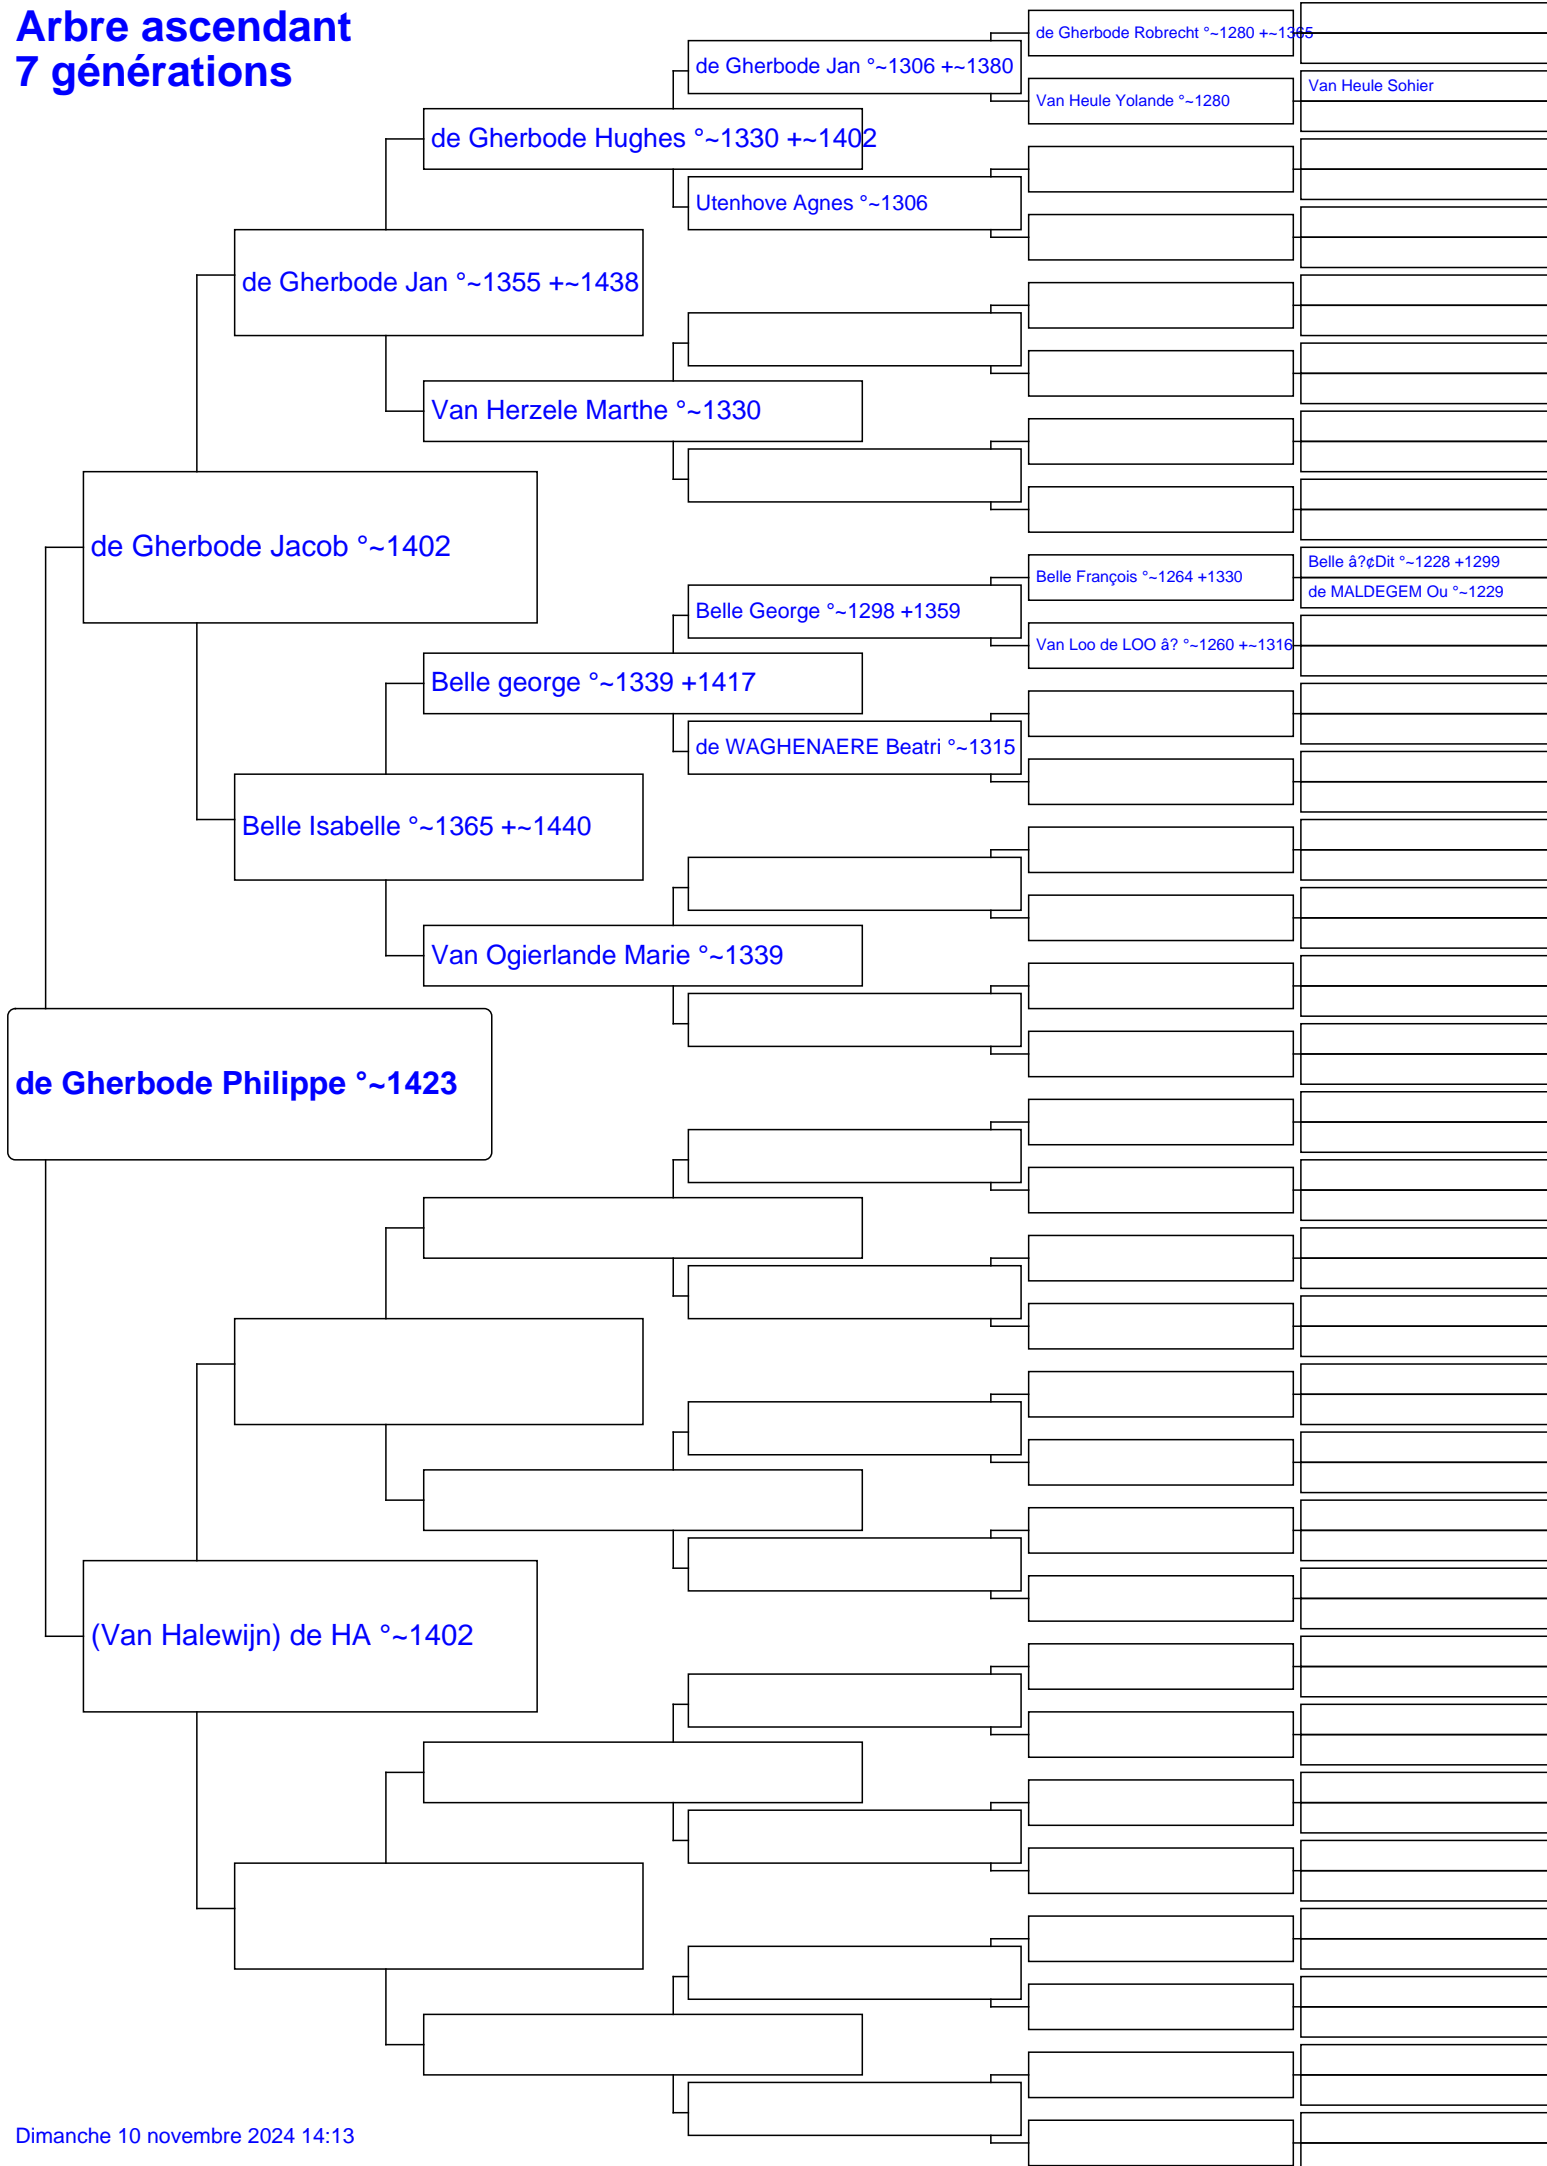 Arbre ascendant
7 générations
de Gherbode Robrecht °~1280 +~1365
de Gherbode Jan °~1306 +~1380
Van Heule Sohier
Van Heule Yolande °~1280
de Gherbode Hughes °~1330 +~1402
Utenhove Agnes °~1306
de Gherbode Jan °~1355 +~1438
Van Herzele Marthe °~1330
de Gherbode Jacob °~1402
Belle â?¢Dit °~1228 +1299
Belle François °~1264 +1330
de MALDEGEM Ou °~1229
Belle George °~1298 +1359
Van Loo de LOO â? °~1260 +~1316
Belle george °~1339 +1417
de WAGHENAERE Beatri °~1315
Belle Isabelle °~1365 +~1440
Van Ogierlande Marie °~1339
de Gherbode Philippe °~1423
(Van Halewijn) de HA °~1402
Dimanche 10 novembre 2024 14:13